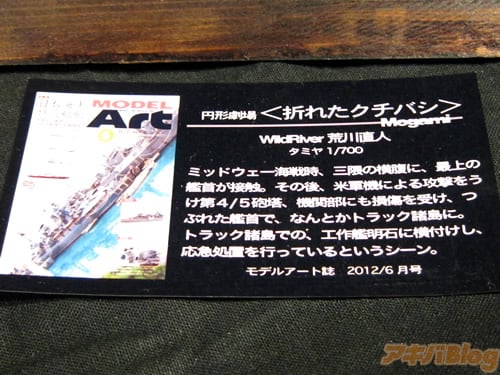 MODEL
Art
6
円形劇場 <折れたクチバシ>
Mogami
WildRiver 荒川直人
タミヤ 1/700
ミッドウェー海戦時、三隈の横腹に、最上の
艦首が接触。その後、米軍機による攻撃をう
け第4/5砲塔、機関部にも損傷を受け、つ
ぶれた艦首で、なんとかトラック諸島に。
トラック諸島での、工作艦明石に横付けし、
応急処置を行っているというシーン。
モデルアート誌 2012/6月号
アキバBlog